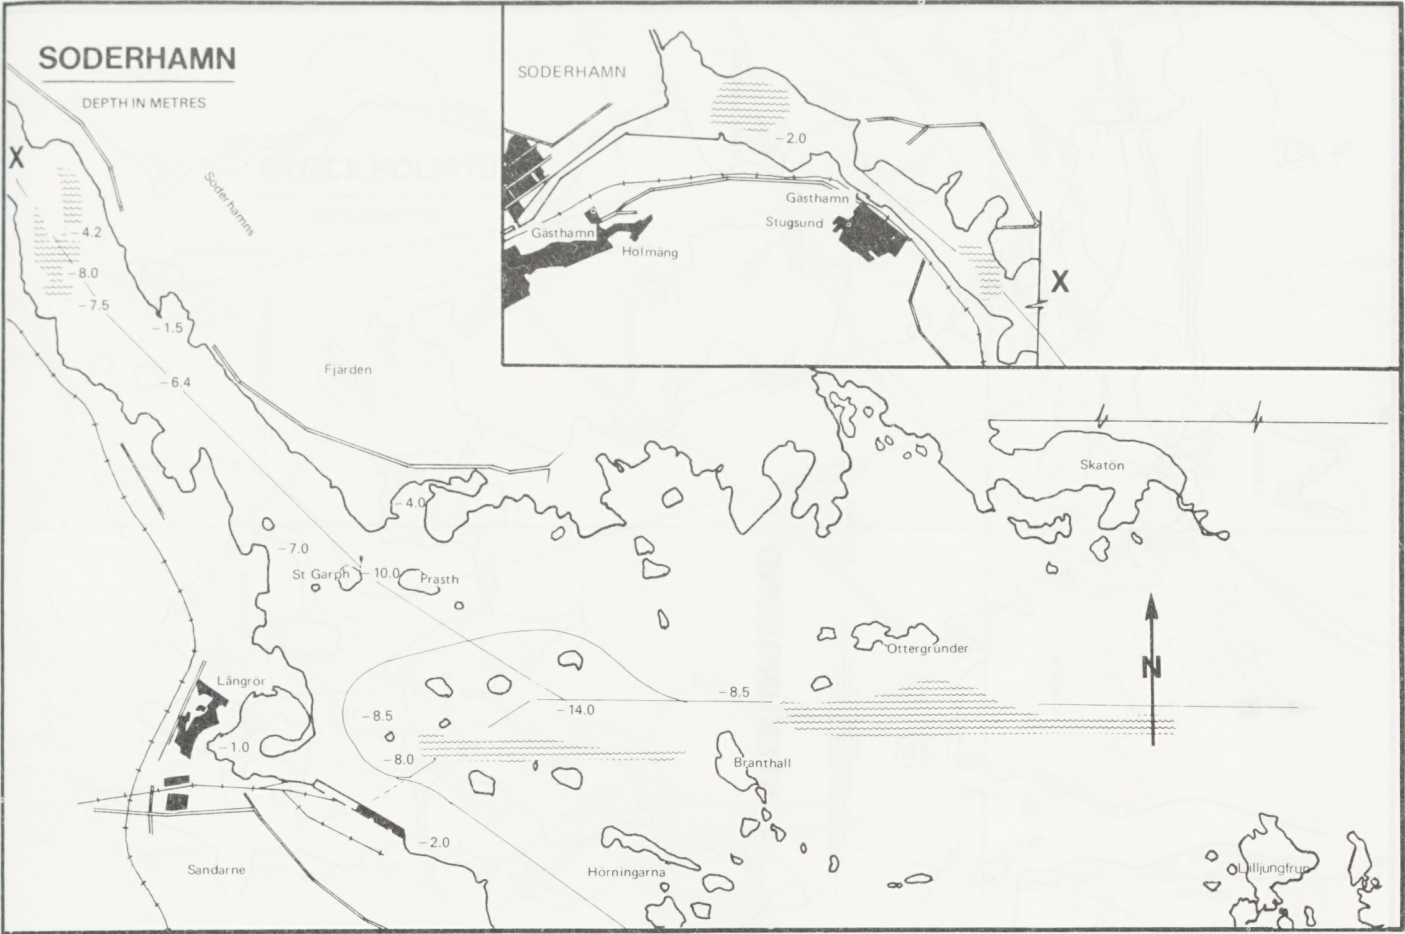 SODERHAMN
DEPTH IN METRES
X
Söderhamns
-4.2
-8.0
-7.5
-1.5
-6.4
Fjärden
SODERHAMN
-2.0
Gästhamn
Stugsund
Gästhamn
Holmäng
X
Skatön
-4.0
-7.0
St Garph
-10.0
Prasth
Ottergrunder
N
Långrör
-8.5
-14.0
-8.5
-1.0
-8.0
Branthall
-2.0
Sandarne
Hörningarna
Lilljungfrun